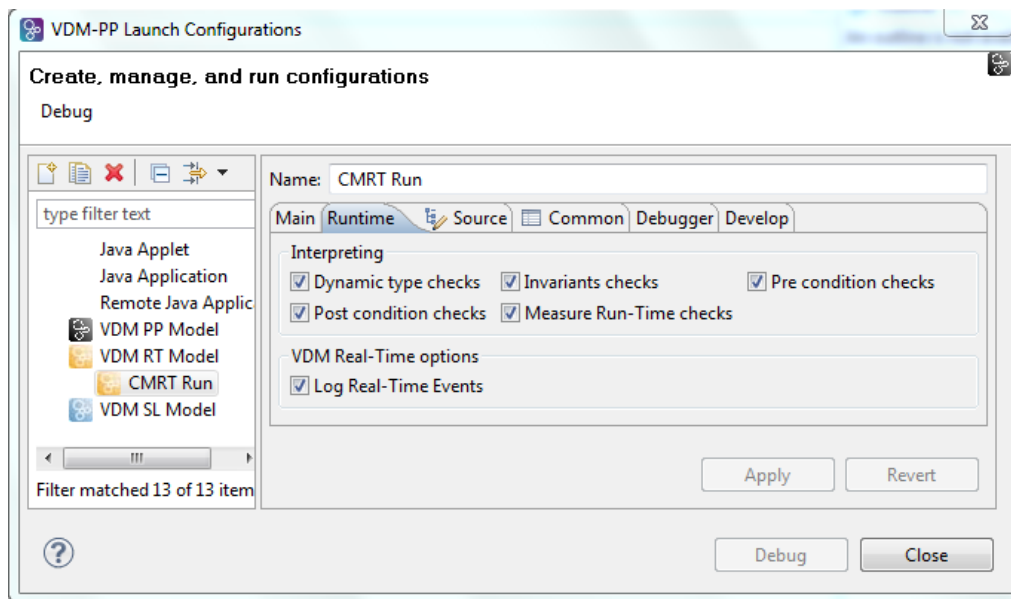 VDM-PP Launch Configurations
Create, manage, and run configurations
Debug
type filter text
Java Applet
Java Application
Remote Java Applic
VDM PP Model
VDM RT Model
CMRT Run
VDM SL Model
Filter matched 13 of 13 item
Name: CMRT Run
Main Runtime Source Common Debugger Develop
Interpreting
Dynamic type checks Invariants checks Pre condition checks
Post condition checks Measure Run-Time checks
VDM Real-Time options
Log Real-Time Events
Apply Revert
Debug Close